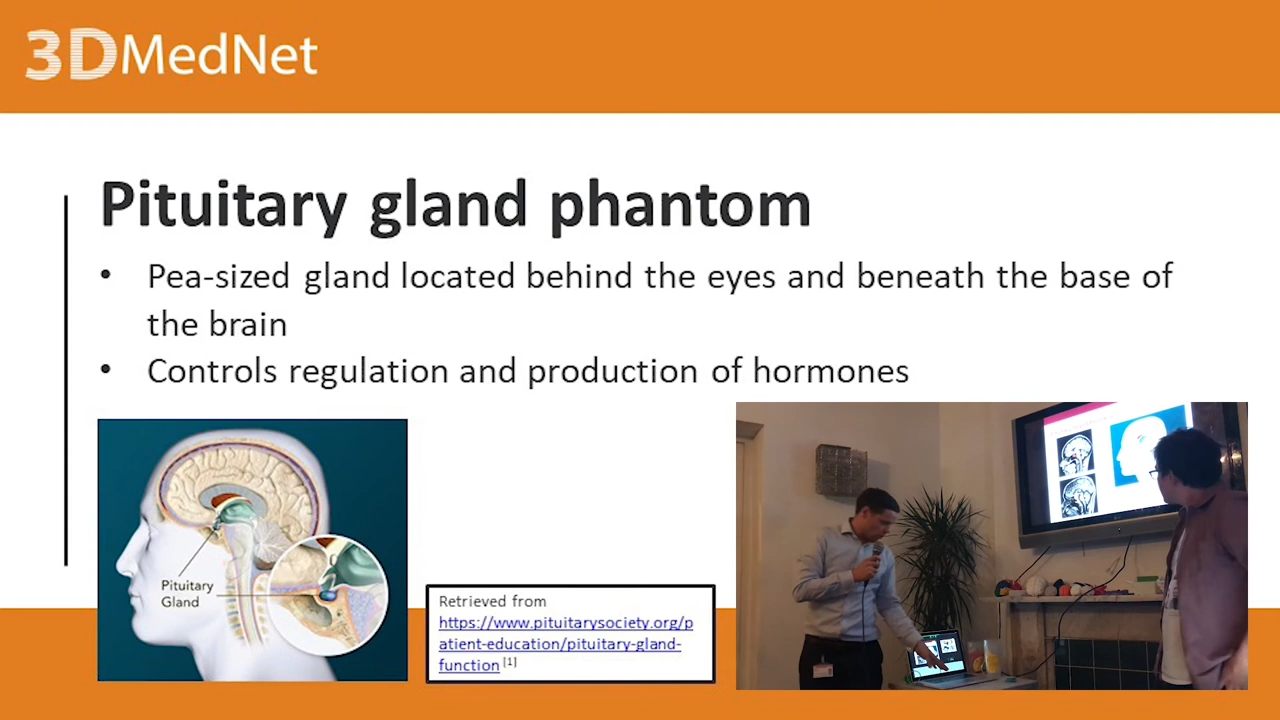 3DMedNet
Pituitary gland phantom
• Pea-sized gland located behind the eyes and beneath the base of
the brain
• Controls regulation and production of hormones
Pituitary
Gland
Retrieved from
https://www.pituitarysociety.org/p
atient-education/pituitary-gland-
function [1]